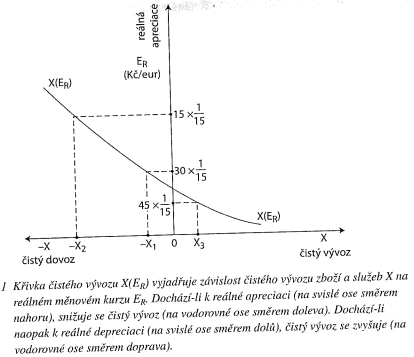 reálná
apreciace
E_R
(Kč/eur)
X(E_R)
15 × 1/15
30 × 1/15
45 × 1/15
X(E_R)
–X –X₂ –X₁ 0 X₃ X
čistý dovoz čistý vývoz
1 Křivka čistého vývozu X(E_R) vyjadřuje závislost čistého vývozu zboží a služeb X na
reálném měnovém kurzu E_R. Dochází-li k reálné apreciaci (na svislé ose směrem
nahoru), snižuje se čistý vývoz (na vodorovné ose směrem doleva). Dochází-li
naopak k reálné depreciaci (na svislé ose směrem dolů), čistý vývoz se zvyšuje (na
vodorovné ose směrem doprava).